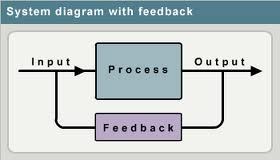 System diagram with feedback
Input
Process
Output
Feedback